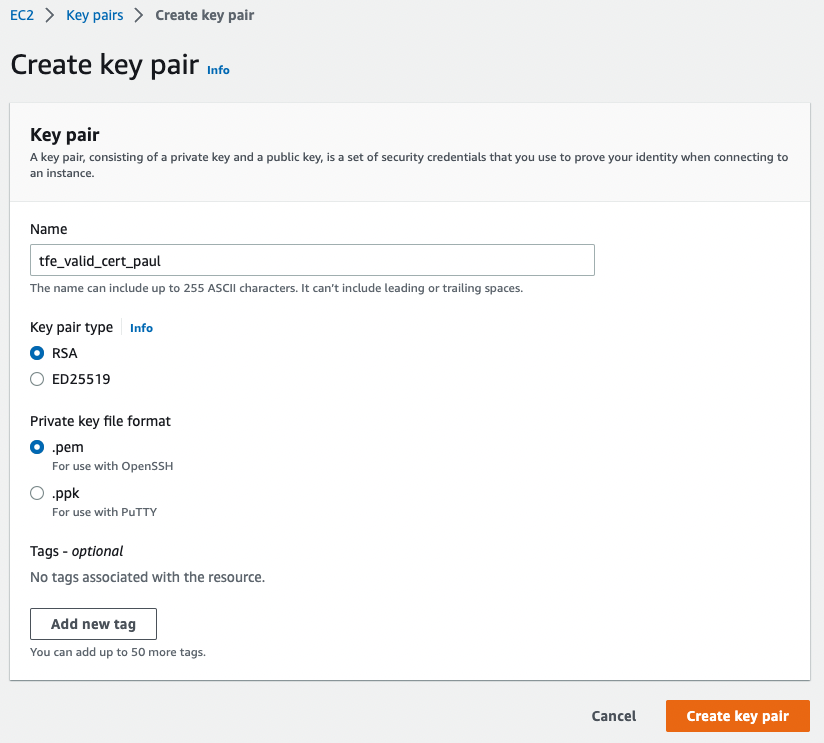 EC2 > Key pairs > Create key pair
Create key pair Info
Key pair
A key pair, consisting of a private key and a public key, is a set of security credentials that you use to prove your identity when connecting to
an instance.
Name
tfe_valid_cert_paul
The name can include up to 255 ASCII characters. It can’t include leading or trailing spaces.
Key pair type Info
RSA
ED25519
Private key file format
.pem
For use with OpenSSH
.ppk
For use with PuTTY
Tags - optional
No tags associated with the resource.
Add new tag
You can add up to 50 more tags.
Cancel Create key pair